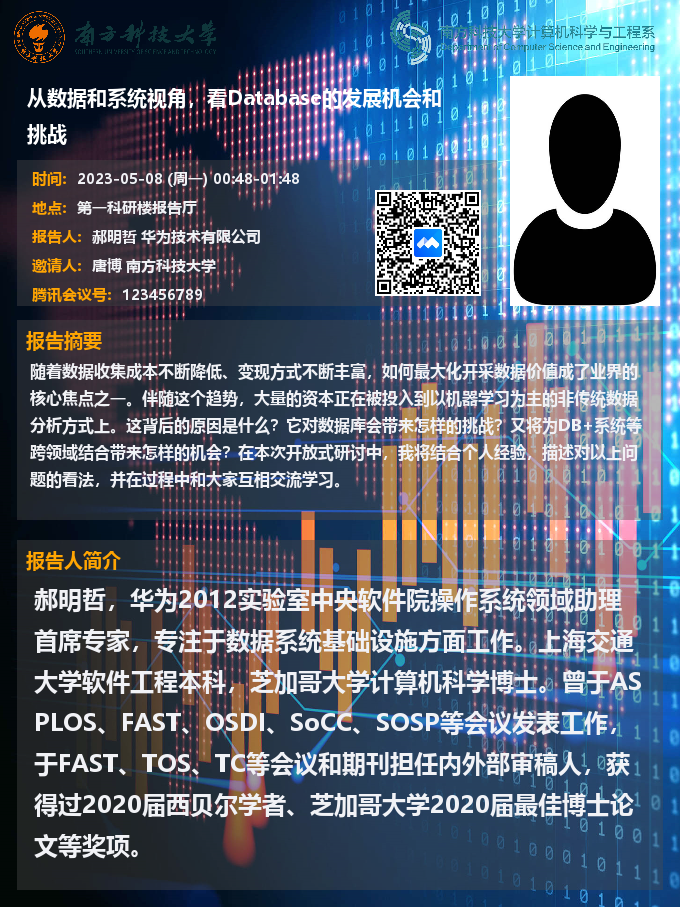 南方科技大学
SOUTHERN UNIVERSITY OF SCIENCE AND TECHNOLOGY
南方科技大学计算机科学与工程系
Department of Computer Science and Engineering
从数据和系统视角，看Database的发展机会和
挑战
时间：2023-05-08 (周一) 00:48-01:48
地点：第一科研楼报告厅
报告人：郝明哲 华为技术有限公司
邀请人：唐博 南方科技大学
腾讯会议号：123456789
报告摘要
随着数据收集成本不断降低、变现方式不断丰富，如何最大化开采数据价值成了业界的
核心焦点之一。伴随这个趋势，大量的资本正在被投入到以机器学习为主的非传统数据
分析方式上。这背后的原因是什么？它对数据库会带来怎样的挑战？又将为DB+系统等
跨领域结合带来怎样的机会？在本次开放式研讨中，我将结合个人经验，描述对以上问
题的看法，并在过程中和大家互相交流学习。
报告人简介
郝明哲，华为2012实验室中央软件院操作系统领域助理
首席专家，专注于数据系统基础设施方面工作。上海交通
大学软件工程本科，芝加哥大学计算机科学博士。曾于AS
PLOS、FAST、OSDI、SoCC、SOSP等会议发表工作，
于FAST、TOS、TC等会议和期刊担任内外部审稿人，获
得过2020届西贝尔学者、芝加哥大学2020届最佳博士论
文等奖项。